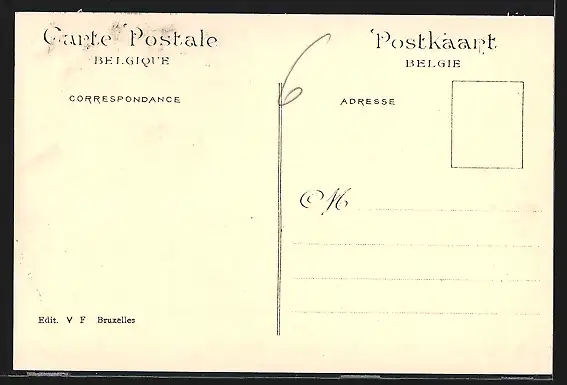 Carte Postale
BELGIQUE
CORRESPONDANCE
6
Postkaart
BELGIE
ADRESSE
M
Edit. V F Bruxelles